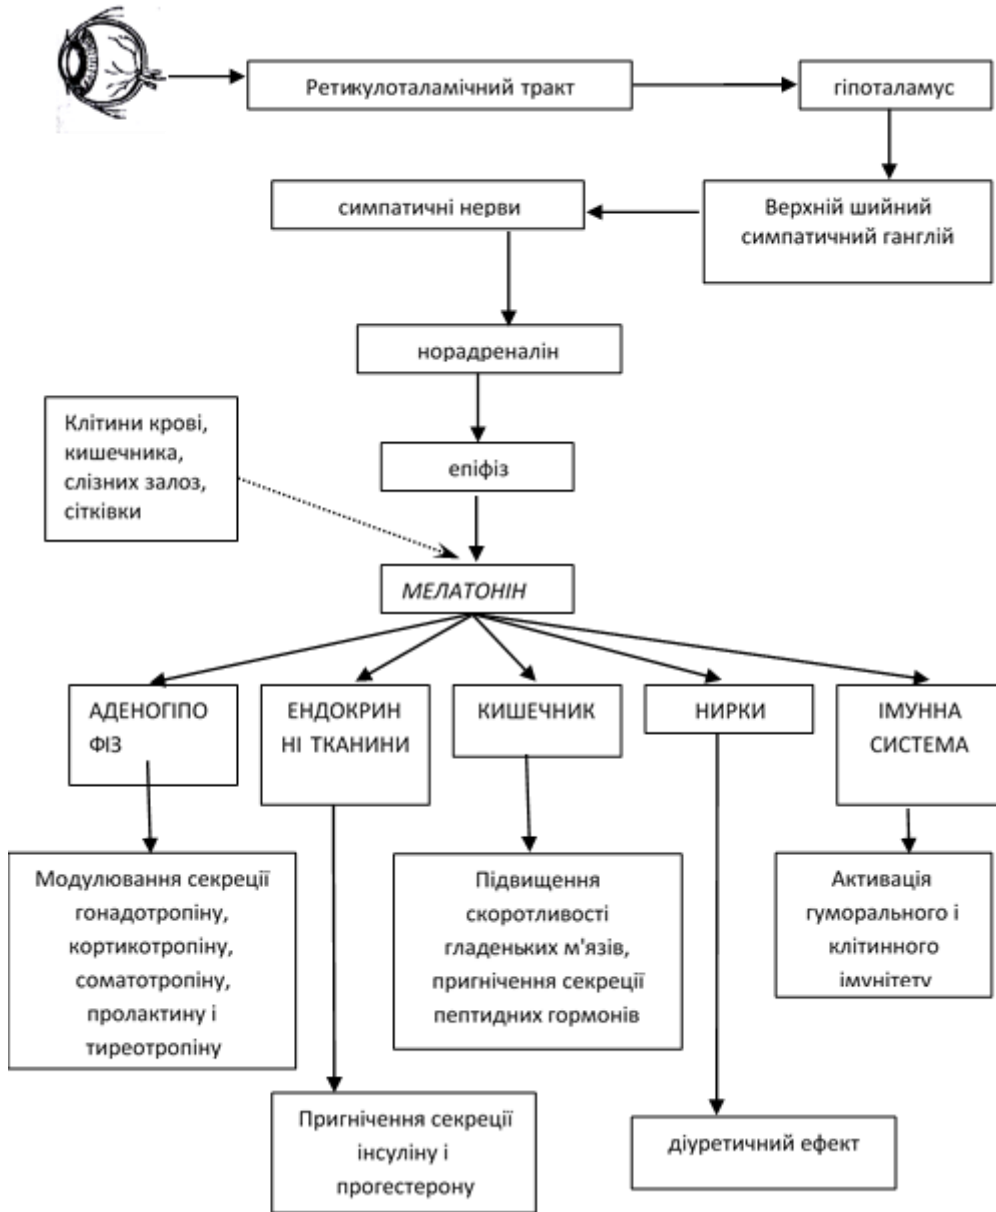 Ретикулоталамічний тракт
гіпоталамус
симпатичні нерви
Верхній шийний
симпатичний ганглій
норадреналін
Клітини крові,
кишечника,
слізних залоз,
сітківки
епіфіз
МЕЛАТОНІН
АДЕНОГІПО
ФІЗ
ЕНДОКРИН
НІ ТКАНИНИ
КИШЕЧНИК
НИРКИ
ІМУННА
СИСТЕМА
Модулювання секреції
гонадотропіну,
кортикотропіну,
соматотропіну,
пролактину і
тиреотропіну
Підвищення
скоротливості
гладеньких м'язів,
пригнічення секреції
пептидних гормонів
Активація
гуморального і
клітинного
імунітету
Пригнічення секреції
інсуліну і
прогестерону
діуретичний ефект